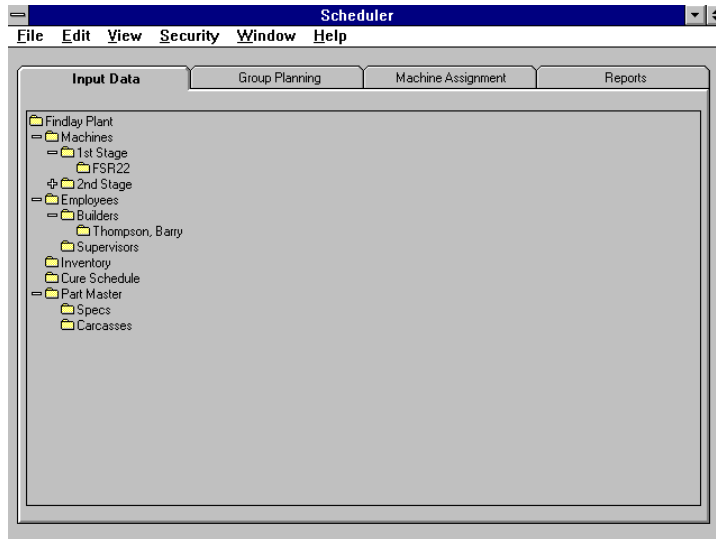 Scheduler
File Edit View Security Window Help
Input Data Group Planning Machine Assignment Reports
Findlay Plant
Machines
1st Stage
FSR22
2nd Stage
Employees
Builders
Thompson, Barry
Supervisors
Inventory
Cure Schedule
Part Master
Specs
Carcasses